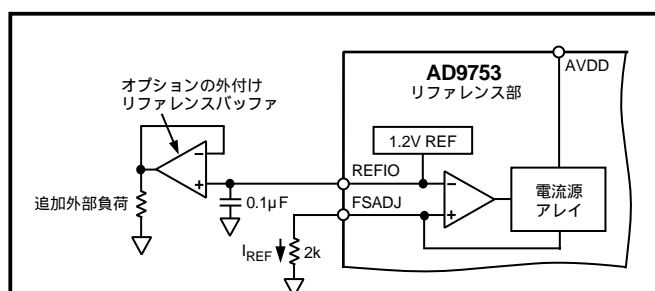 オプションの外付け
リファレンスバッファ
追加外部負荷
0.1µF
IREF
2k
AD9753
リファレンス部
AVDD
1.2V REF
REFIO
FSADJ
電流源
アレイ